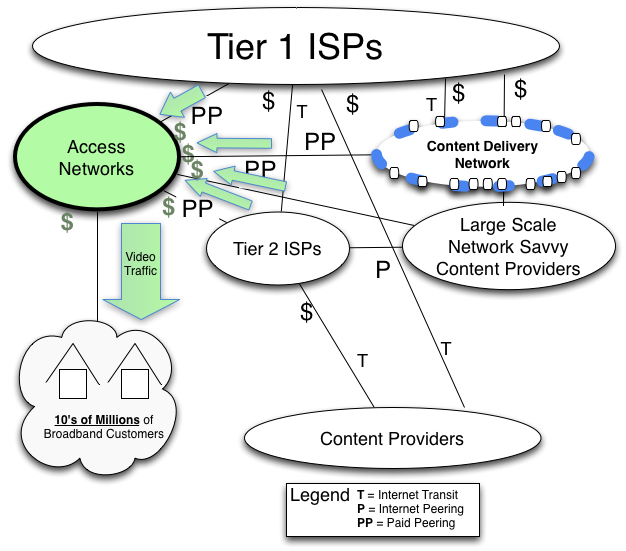 Tier 1 ISPs
$
T
$
T
$
$
PP
Access
Networks
$
$
$
PP
PP
PP
$
$
Content Delivery
Network
Tier 2 ISPs
Large Scale
Network Savvy
Content Providers
P
Video
Traffic
$
T
T
10's of Millions of
Broadband Customers
Content Providers
Legend
T = Internet Transit
P = Internet Peering
PP = Paid Peering